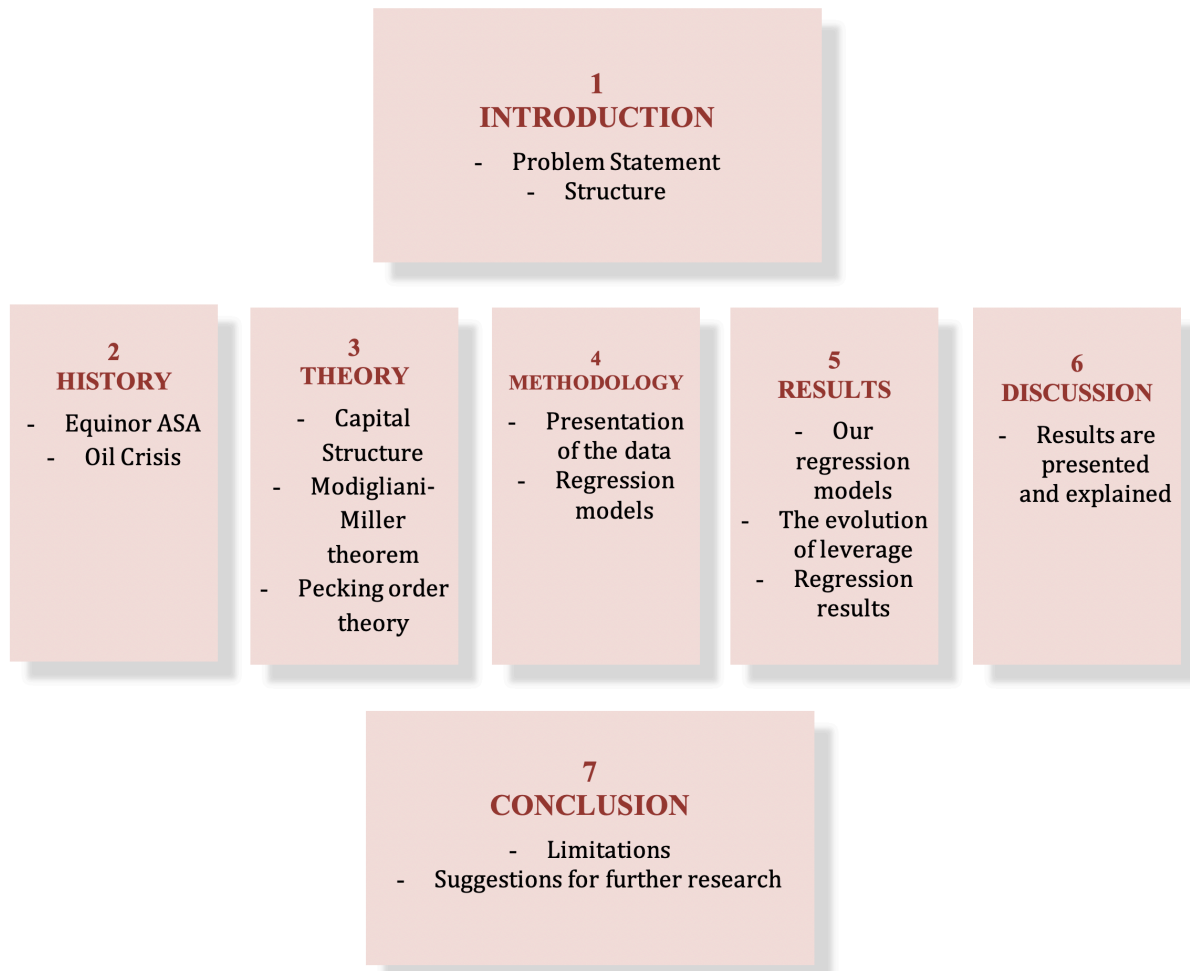 1
INTRODUCTION
- Problem Statement
- Structure
2
HISTORY
- Equinor ASA
- Oil Crisis
3
THEORY
- Capital
Structure
- Modigliani-
Miller
theorem
- Pecking order
theory
4
METHODOLOGY
- Presentation
of the data
- Regression
models
5
RESULTS
- Our
regression
models
- The evolution
of leverage
- Regression
results
6
DISCUSSION
- Results are
presented
and explained
7
CONCLUSION
- Limitations
- Suggestions for further research